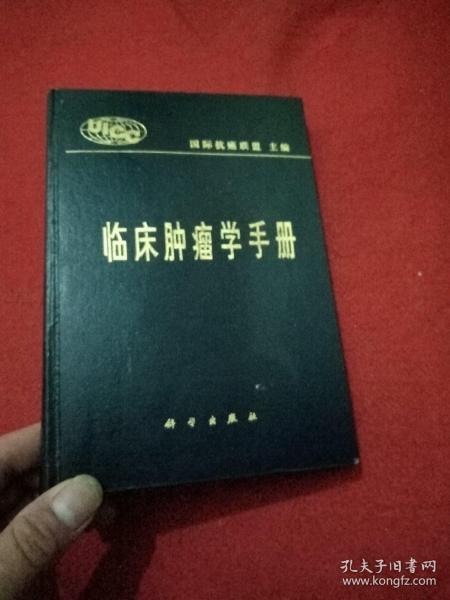 UICC
国际抗癌联盟 主编
临床肿瘤学手册
科学出版社
孔夫子旧书网
www.kongfz.com